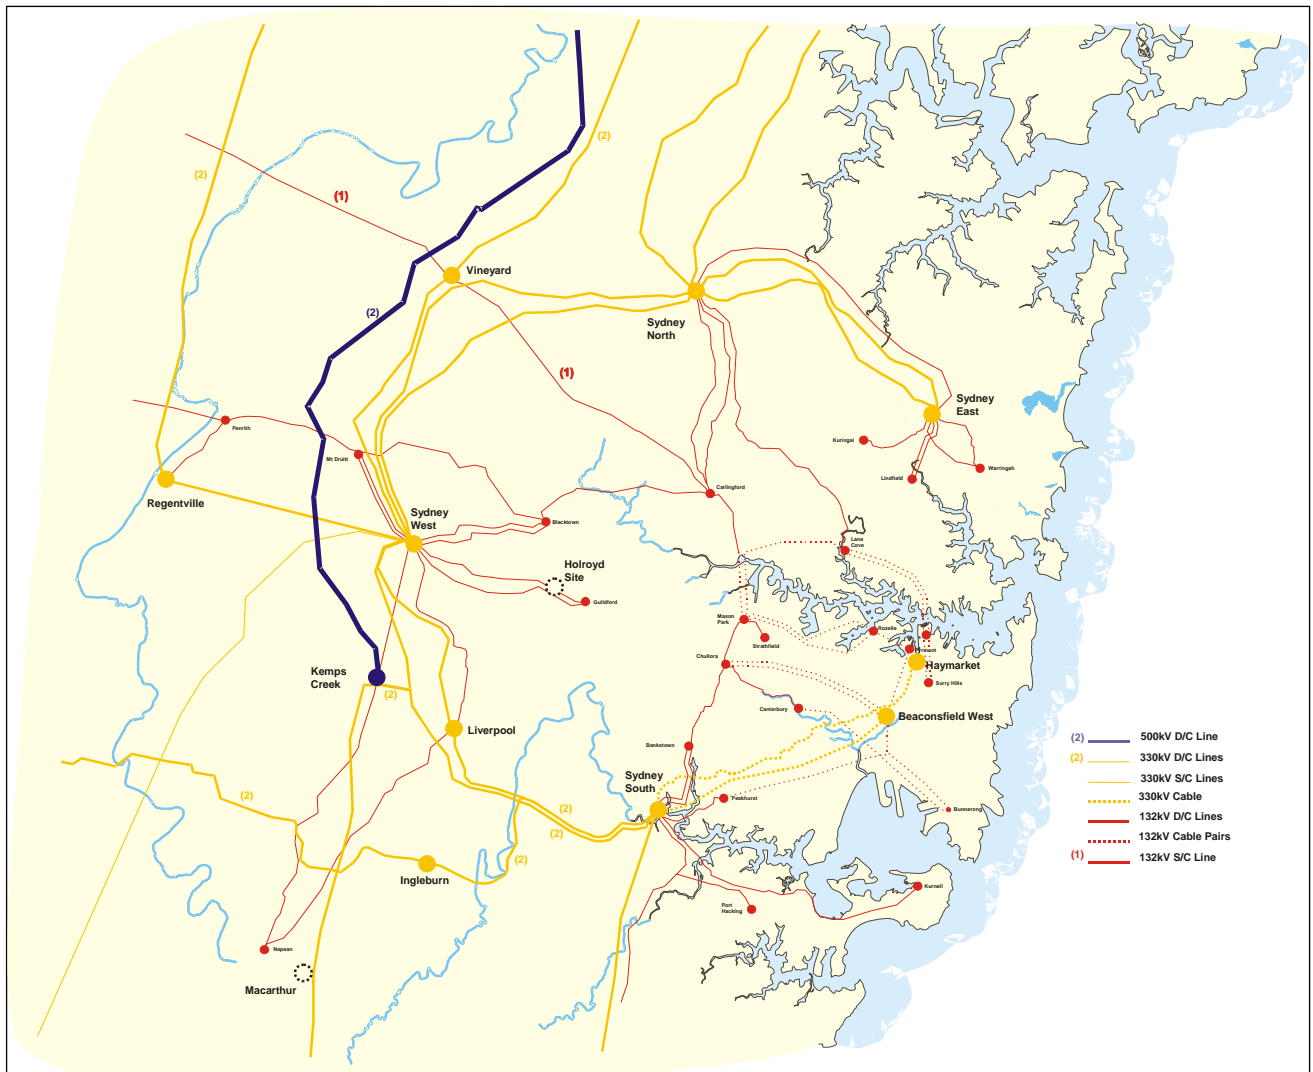 (2)
(2)
(1)
Vineyard
(2)
Sydney
North
(1)
Sydney
East
Penrith
Kuringai
Mt Druitt
Warringah
Lindfield
Regentville
Carlingford
Sydney
West
Blacktown
Lane
Cove
Holroyd
Site
Guildford
Mason
Park
Rozelle
Strathfield
Chullora
Haymarket
Kemps
Creek
Surry Hills
(2)
Canterbury
Beaconsfield West
Liverpool
Bankstown
Sydney
South
Peakhurst
(2)
(2)
(2)
Bunnerong
(2)
Ingleburn
Kurnell
Port
Hacking
Nepean
Macarthur
(2) 500kV D/C Line
(2) 330kV D/C Lines
330kV S/C Lines
330kV Cable
132kV D/C Lines
132kV Cable Pairs
(1) 132kV S/C Line